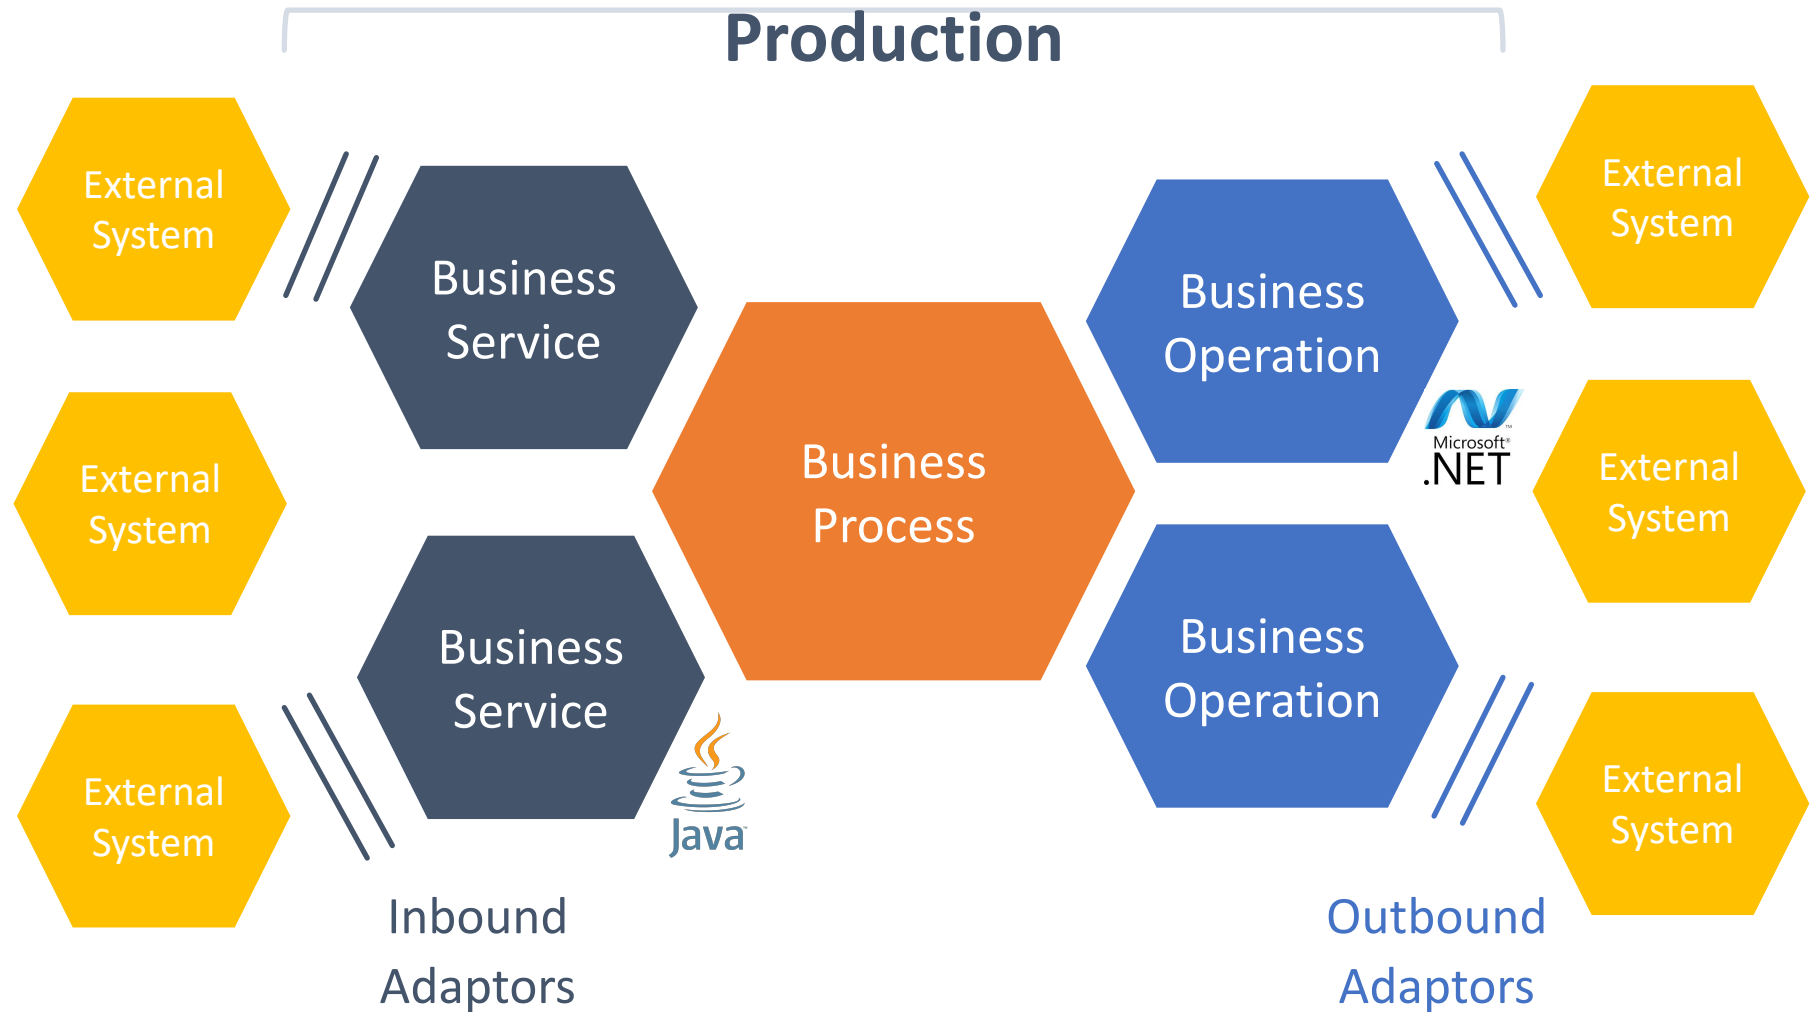 Production
External
System
External
System
External
System
Business
Service
Business
Service
Java™
Inbound
Adaptors
Business
Process
Business
Operation
Business
Operation
Microsoft®
.NET
Outbound
Adaptors
External
System
External
System
External
System